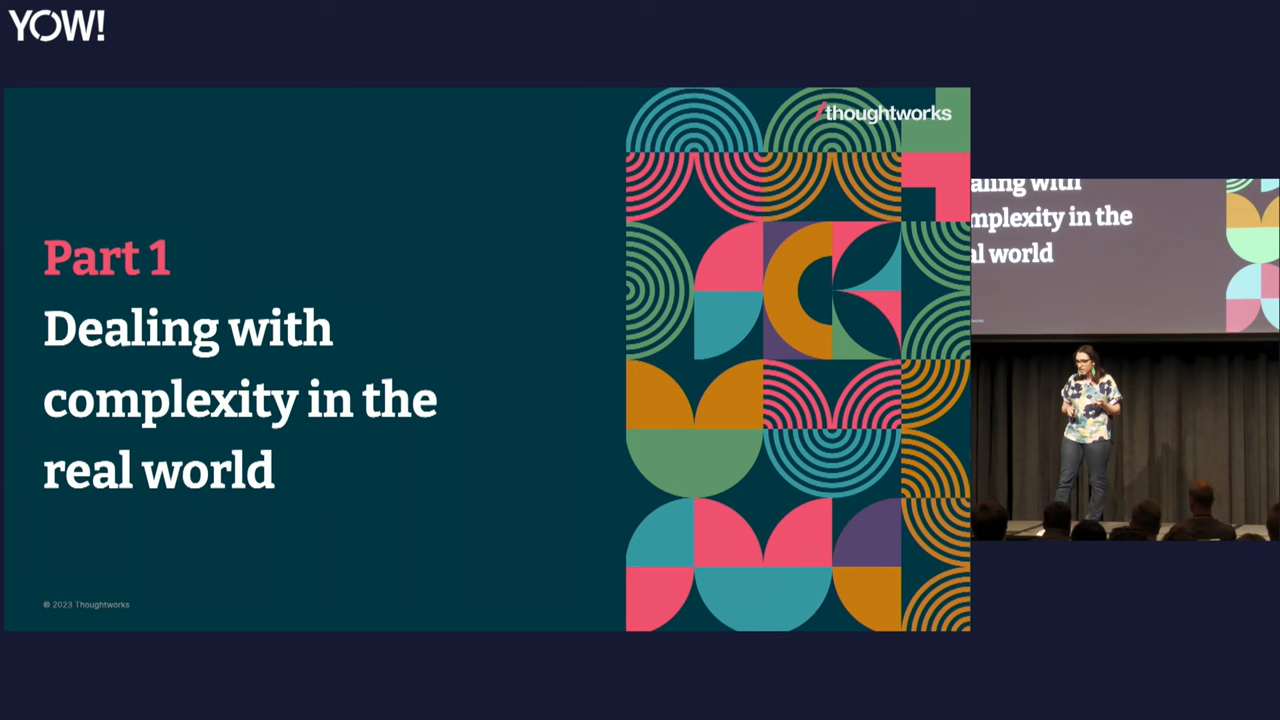 YOW!
/thoughtworks
Part 1
Dealing with
complexity in the
real world
© 2023 Thoughtworks
aling with
mplexity in the
al world